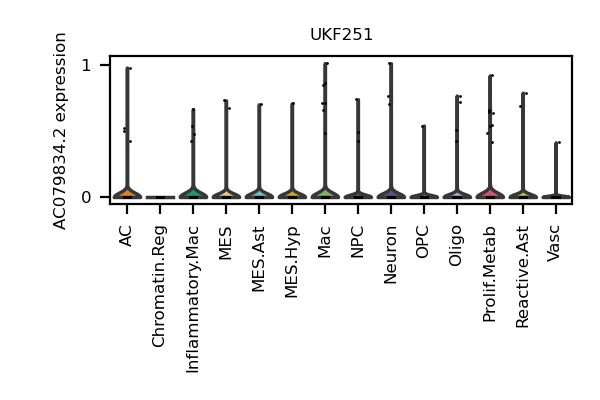 UKF251
AC079834.2 expression
1
0
AC
Chromatin.Reg
Inflammatory.Mac
MES
MES.Ast
MES.Hyp
Mac
NPC
Neuron
OPC
Oligo
Prolif.Metab
Reactive.Ast
Vasc